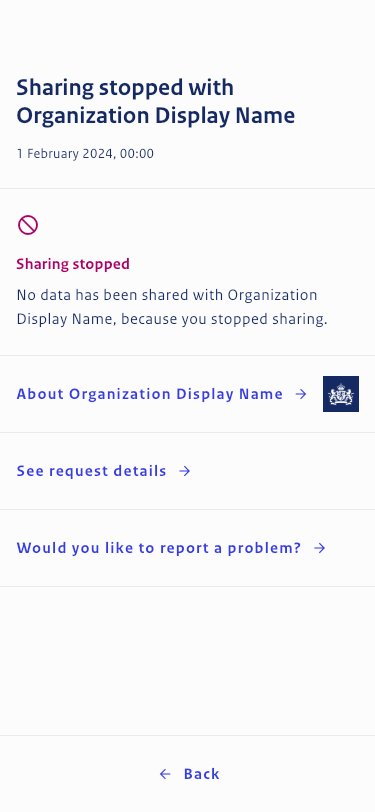 Sharing stopped with
Organization Display Name
1 February 2024, 00:00
Sharing stopped
No data has been shared with Organization
Display Name, because you stopped sharing.
About Organization Display Name
See request details
Would you like to report a problem?
Back